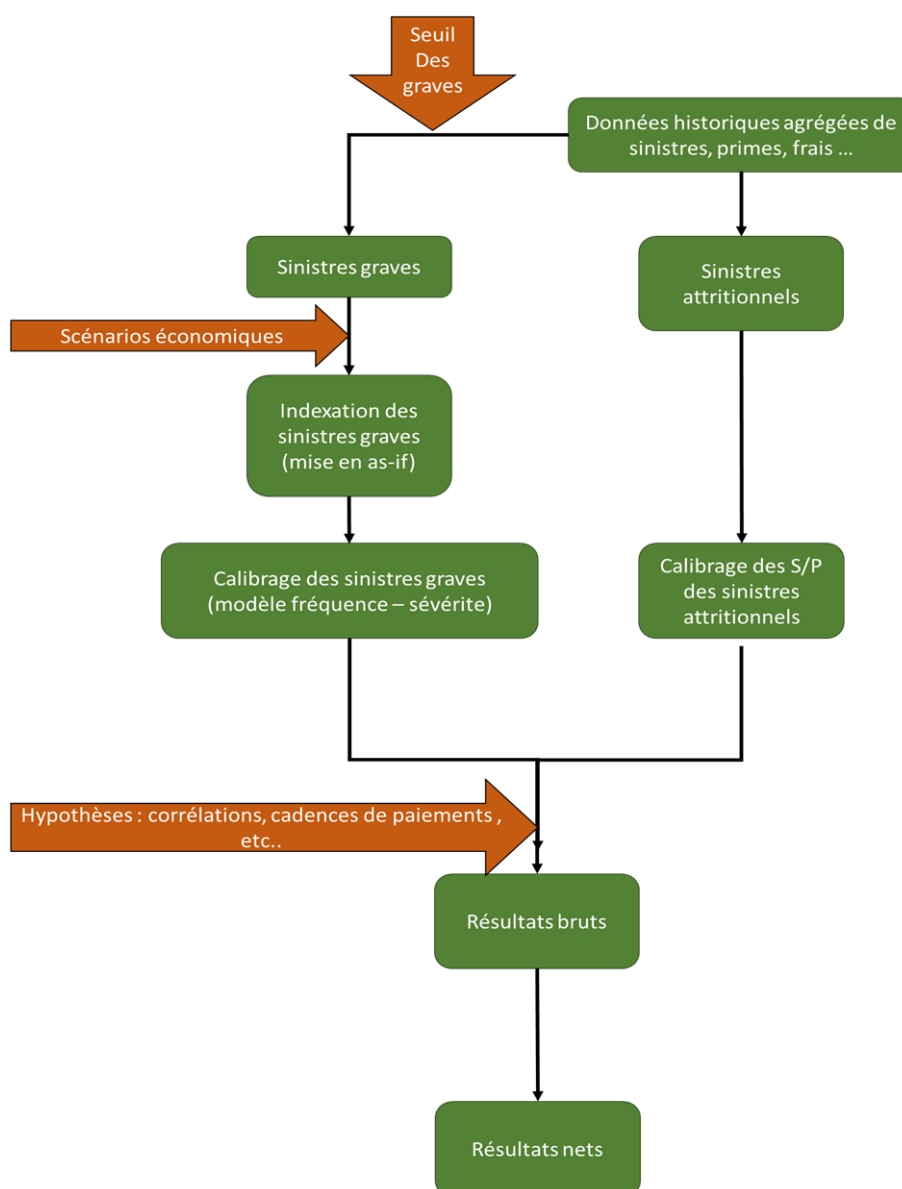 Seuil
Des
graves
Données historiques agrégées de
sinistres, primes, frais ...
Sinistres graves
Sinistres
attritionnels
Scénarios économiques
Indexation des
sinistres graves
(mise en as-if)
Calibrage des sinistres graves
(modèle fréquence – sévérite)
Calibrage des S/P
des sinistres
attritionnels
Hypothèses : corrélations, cadences de paiements ,
etc..
Résultats bruts
Résultats nets